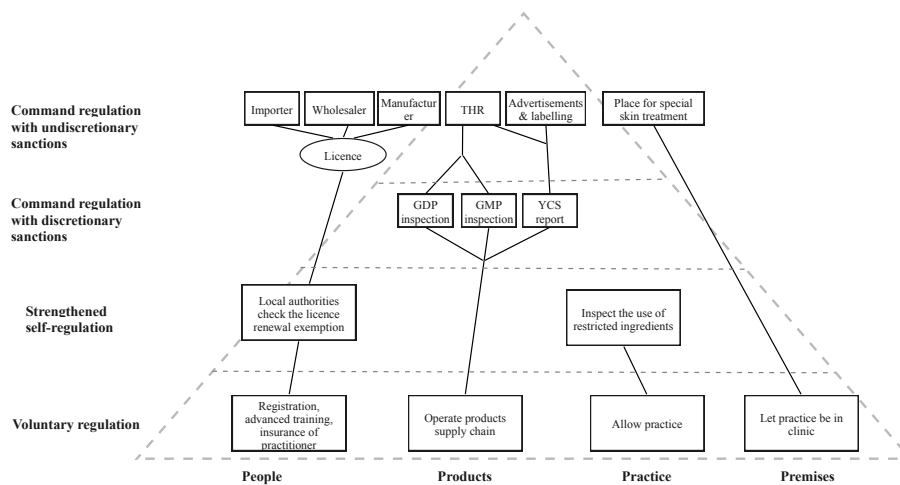 Command regulation
with undiscretionary
sanctions
Importer
Wholesaler
Manufactur
er
THR
Advertisements
& labelling
Place for special
skin treatment
Licence
Command regulation
with discretionary
sanctions
GDP
inspection
GMP
inspection
YCS
report
Strengthened
self-regulation
Local authorities
check the licence
renewal exemption
Inspect the use of
restricted ingredients
Voluntary regulation
Registration,
advanced training,
insurance of
practitioner
Operate products
supply chain
Allow practice
Let practice be in
clinic
People
Products
Practice
Premises